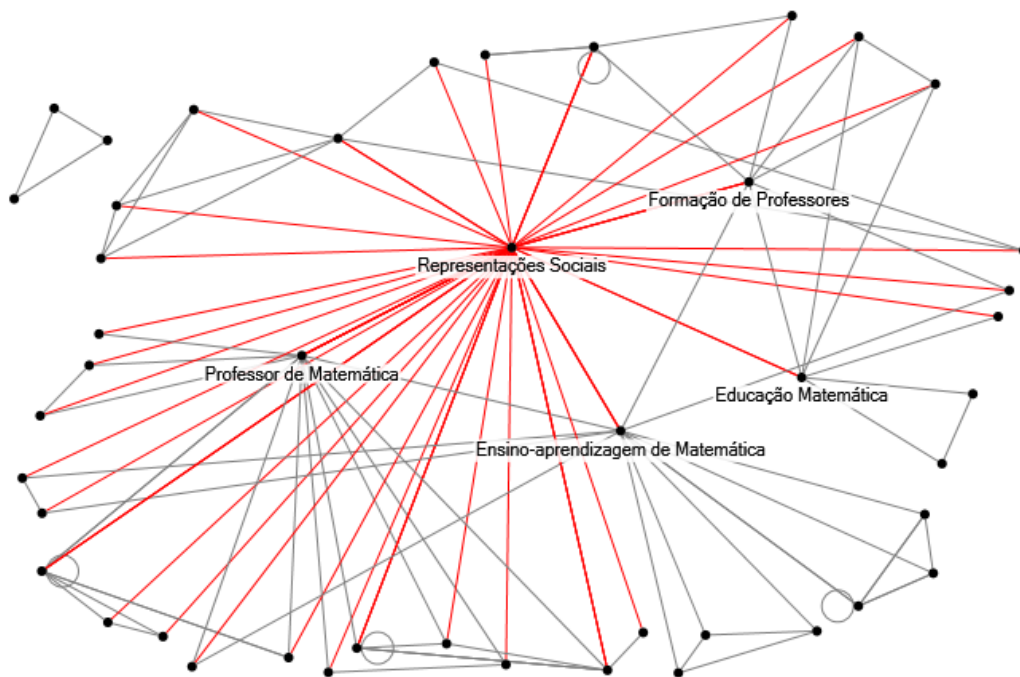 Formação de Professores
Representações Sociais
Professor de Matemática
Educação Matemática
Ensino-aprendizagem de Matemática